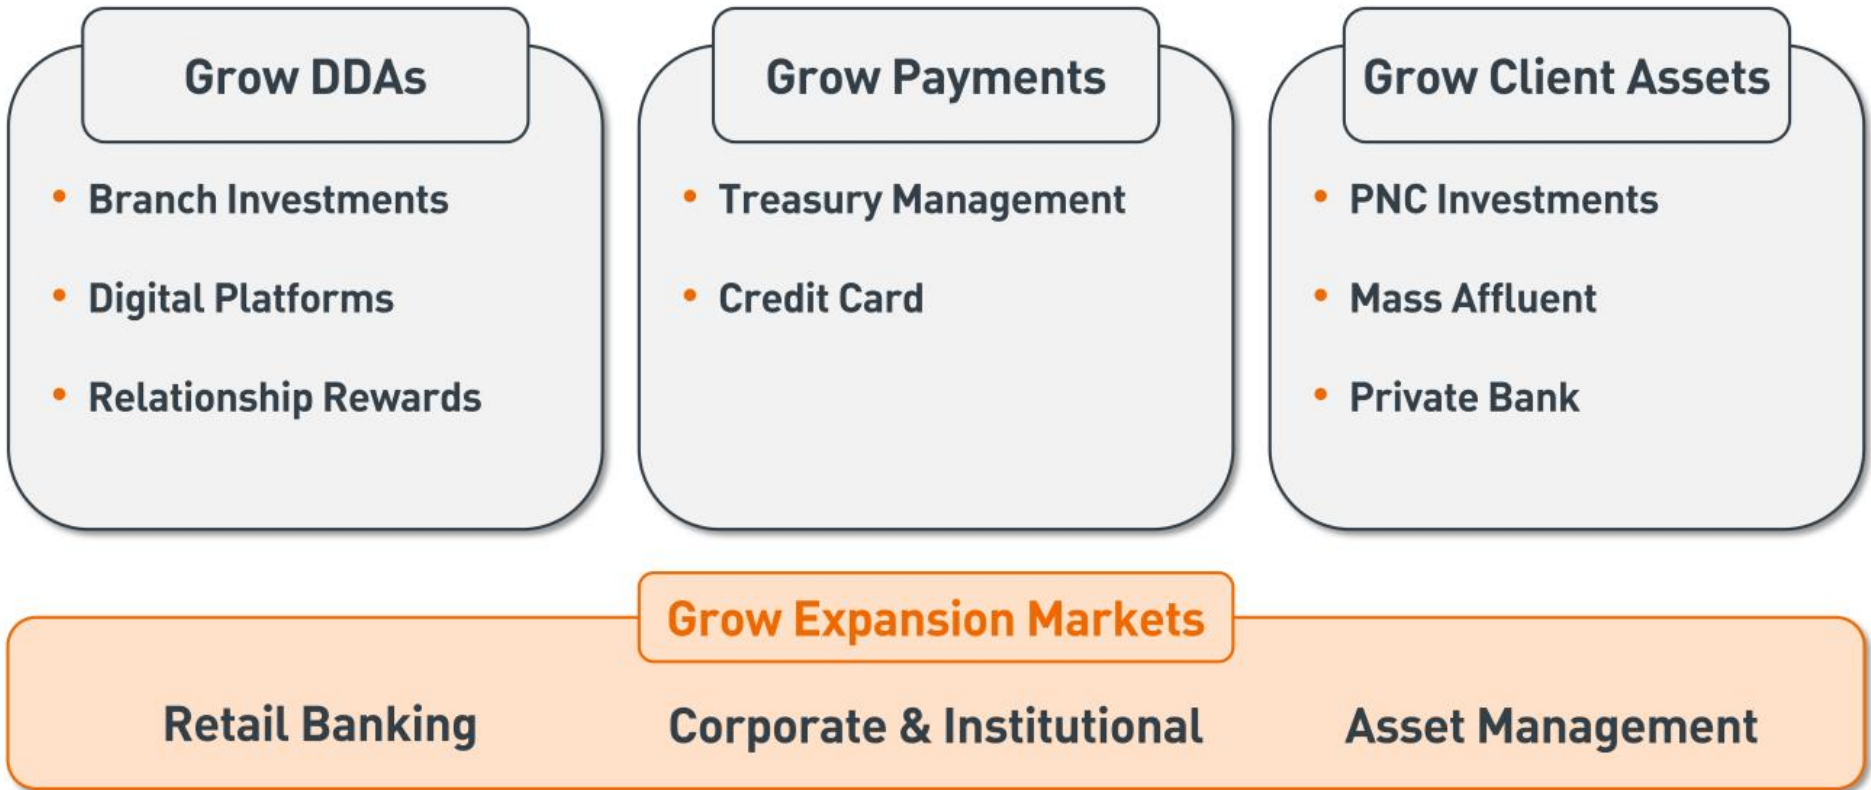 Grow DDAs
• Branch Investments
• Digital Platforms
• Relationship Rewards
Grow Payments
• Treasury Management
• Credit Card
Grow Client Assets
• PNC Investments
• Mass Affluent
• Private Bank
Grow Expansion Markets
Retail Banking
Corporate & Institutional
Asset Management